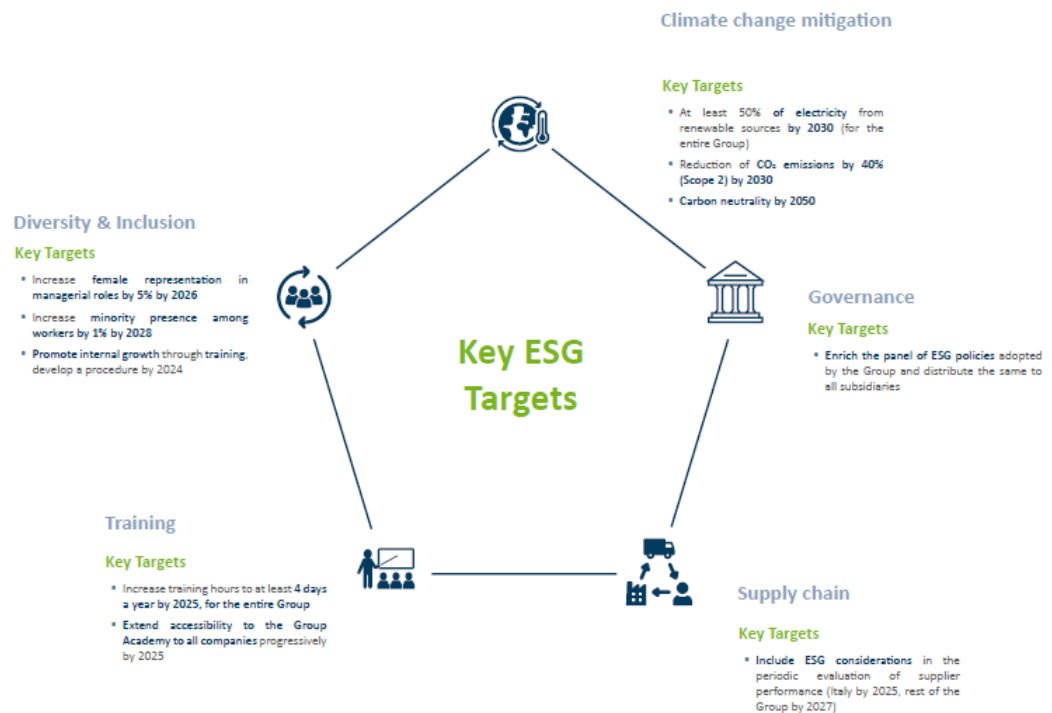 Climate change mitigation
Key Targets
• At least 50% of electricity from
renewable sources by 2030 (for the
entire Group)
• Reduction of CO₂ emissions by 40%
(Scope 2) by 2030
• Carbon neutrality by 2050
Diversity & Inclusion
Key Targets
• Increase female representation in
managerial roles by 5% by 2026
• Increase minority presence among
workers by 1% by 2028
• Promote internal growth through training,
develop a procedure by 2024
Governance
Key Targets
• Enrich the panel of ESG policies adopted
by the Group and distribute the same to
all subsidiaries
Key ESG
Targets
Training
Key Targets
• Increase training hours to at least 4 days
a year by 2025, for the entire Group
• Extend accessibility to the Group
Academy to all companies progressively
by 2025
Supply chain
Key Targets
• Include ESG considerations in the
periodic evaluation of supplier
performance (Italy by 2025, rest of the
Group by 2027)